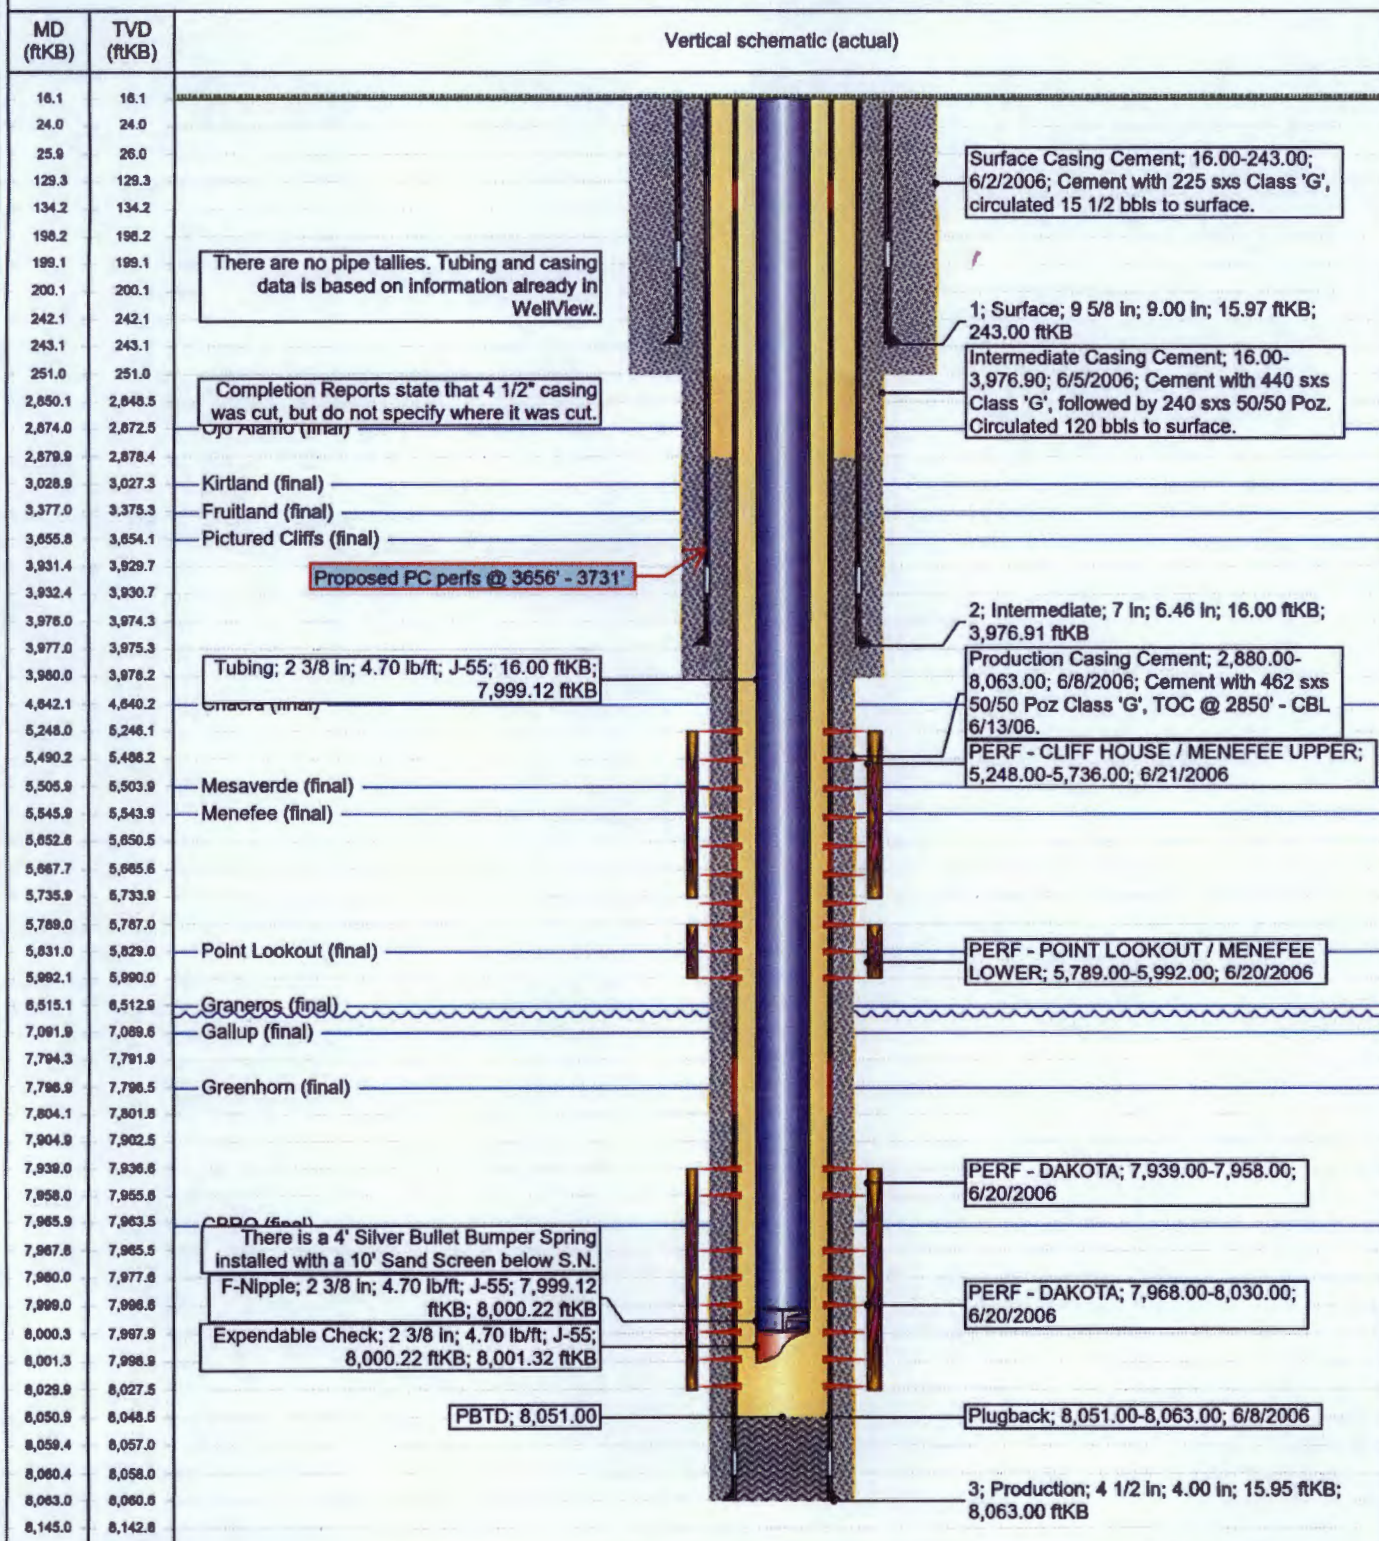 MD (ftKB)
TVD (ftKB)
Vertical schematic (actual)
16.1 16.1
24.0 24.0
25.9 26.0
129.3 129.3
134.2 134.2
198.2 198.2
199.1 199.1
200.1 200.1
242.1 242.1
243.1 243.1
251.0 251.0
2,850.1 2,848.5
2,874.0 2,872.5
2,879.9 2,878.4
3,028.9 3,027.3
3,377.0 3,375.3
3,655.8 3,654.1
3,931.4 3,929.7
3,932.4 3,930.7
3,976.0 3,974.3
3,977.0 3,975.3
3,980.0 3,978.2
4,642.1 4,640.2
5,248.0 5,246.1
5,490.2 5,488.2
5,505.9 5,503.9
5,545.9 5,543.9
5,652.6 5,650.5
5,667.7 5,665.6
5,735.9 5,733.9
5,789.0 5,787.0
5,831.0 5,829.0
5,992.1 5,990.0
6,515.1 6,512.9
7,091.9 7,089.6
7,794.3 7,791.9
7,798.9 7,796.5
7,804.1 7,801.8
7,904.9 7,902.5
7,939.0 7,936.6
7,958.0 7,955.6
7,965.9 7,963.5
7,967.8 7,965.5
7,980.0 7,977.6
7,999.0 7,996.6
8,000.3 7,997.9
8,001.3 7,998.9
8,029.9 8,027.5
8,050.9 8,048.5
8,059.4 8,057.0
8,060.4 8,058.0
8,063.0 8,060.6
8,145.0 8,142.6
There are no pipe tallies. Tubing and casing
data is based on information already in
WellView.
Completion Reports state that 4 1/2" casing
was cut, but do not specify where it was cut.
Ojo Alamo (final)
Kirtland (final)
Fruitland (final)
Pictured Cliffs (final)
Proposed PC perfs @ 3656' - 3731'
Tubing; 2 3/8 in; 4.70 lb/ft; J-55; 16.00 ftKB;
7,999.12 ftKB
Chacra (final)
Mesaverde (final)
Menefee (final)
Point Lookout (final)
Graneros (final)
Gallup (final)
Greenhorn (final)
(final)
There is a 4' Silver Bullet Bumper Spring
installed with a 10' Sand Screen below S.N.
F-Nipple; 2 3/8 in; 4.70 lb/ft; J-55; 7,999.12
ftKB; 8,000.22 ftKB
Expendable Check; 2 3/8 in; 4.70 lb/ft; J-55;
8,000.22 ftKB; 8,001.32 ftKB
PBTD; 8,051.00
Surface Casing Cement; 16.00-243.00;
6/2/2006; Cement with 225 sxs Class 'G',
circulated 15 1/2 bbls to surface.
1; Surface; 9 5/8 in; 9.00 in; 15.97 ftKB;
243.00 ftKB
Intermediate Casing Cement; 16.00-
3,976.90; 6/5/2006; Cement with 440 sxs
Class 'G', followed by 240 sxs 50/50 Poz.
Circulated 120 bbls to surface.
2; Intermediate; 7 in; 6.46 in; 16.00 ftKB;
3,976.91 ftKB
Production Casing Cement; 2,880.00-
8,063.00; 6/8/2006; Cement with 462 sxs
50/50 Poz Class 'G', TOC @ 2850' - CBL
6/13/06.
PERF - CLIFF HOUSE / MENEFEE UPPER;
5,248.00-5,736.00; 6/21/2006
PERF - POINT LOOKOUT / MENEFEE
LOWER; 5,789.00-5,992.00; 6/20/2006
PERF - DAKOTA; 7,939.00-7,958.00;
6/20/2006
PERF - DAKOTA; 7,968.00-8,030.00;
6/20/2006
Plugback; 8,051.00-8,063.00; 6/8/2006
3; Production; 4 1/2 in; 4.00 in; 15.95 ftKB;
8,063.00 ftKB